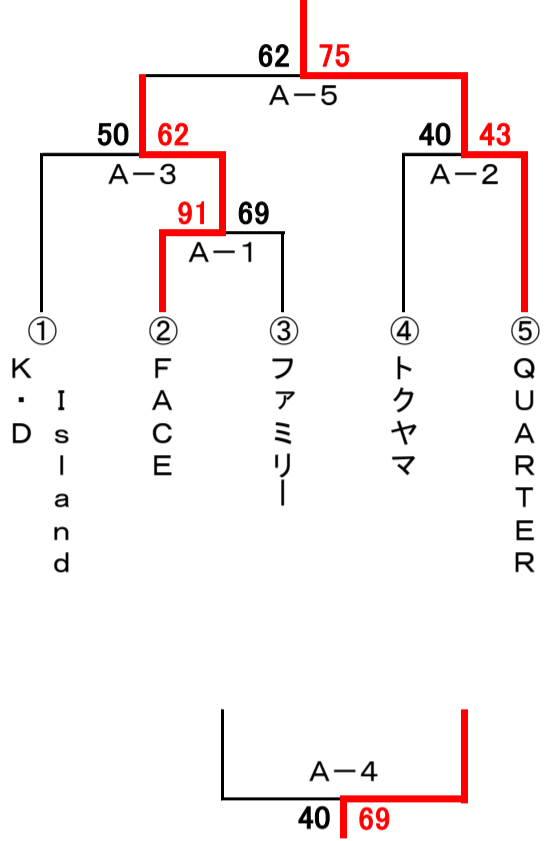 62 75
A－5
50 62
A－3
40 43
A－2
91 69
A－1
① ② ③ ④ ⑤
K・D Island
FACE
ファミリー
トクヤマ
QUARTER
A－4
40 69